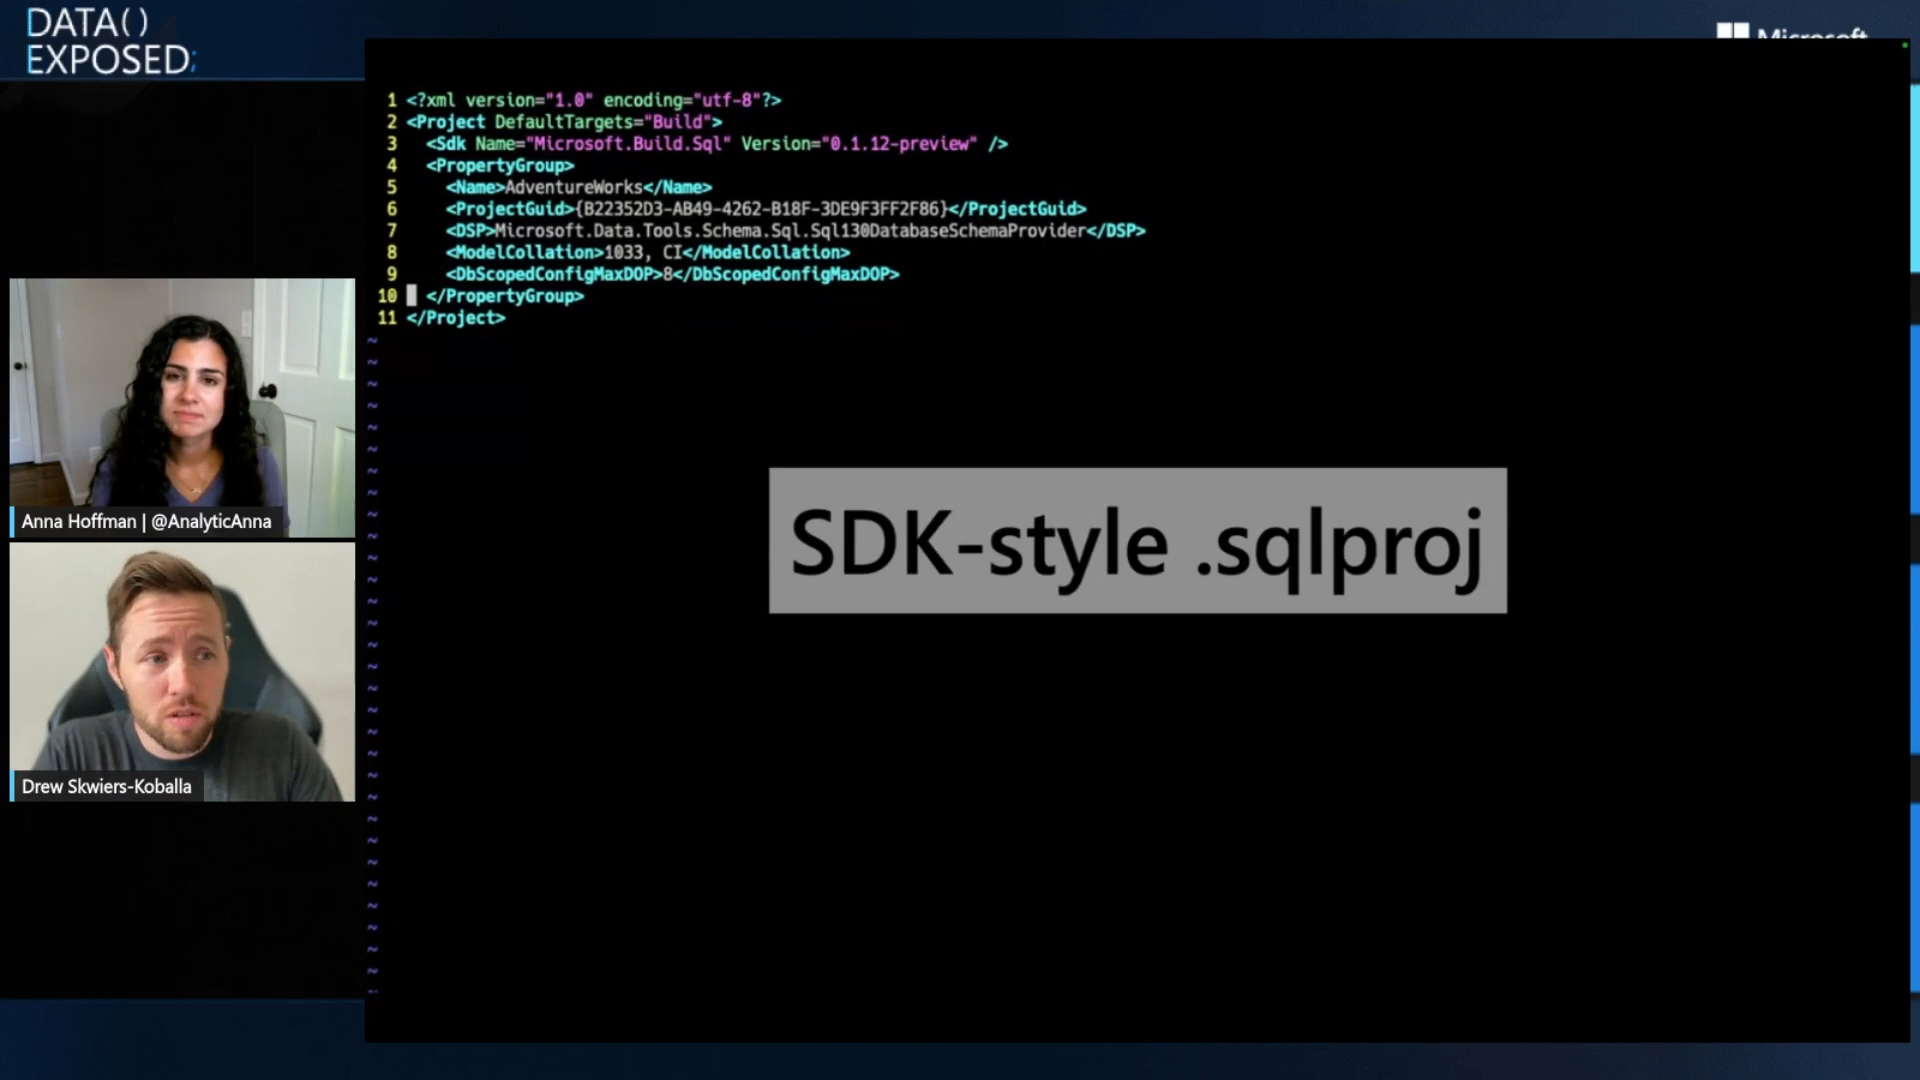 DATA()
EXPOSED;
Microsoft
1 <?xml version="1.0" encoding="utf-8"?>
2 <Project DefaultTargets="Build">
3 <Sdk Name="Microsoft.Build.Sql" Version="0.1.12-preview" />
4 <PropertyGroup>
5 <Name>AdventureWorks</Name>
6 <ProjectGuid>{B22352D3-AB49-4262-B18F-3DE9F3FF2F86}</ProjectGuid>
7 <DSP>Microsoft.Data.Tools.Schema.Sql.Sql130DatabaseSchemaProvider</DSP>
8 <ModelCollation>1033, CI</ModelCollation>
9 <DbScopedConfigMaxDOP>8</DbScopedConfigMaxDOP>
10 </PropertyGroup>
11 </Project>
SDK-style .sqlproj
Anna Hoffman | @AnalyticAnna
Drew Skwiers-Koballa